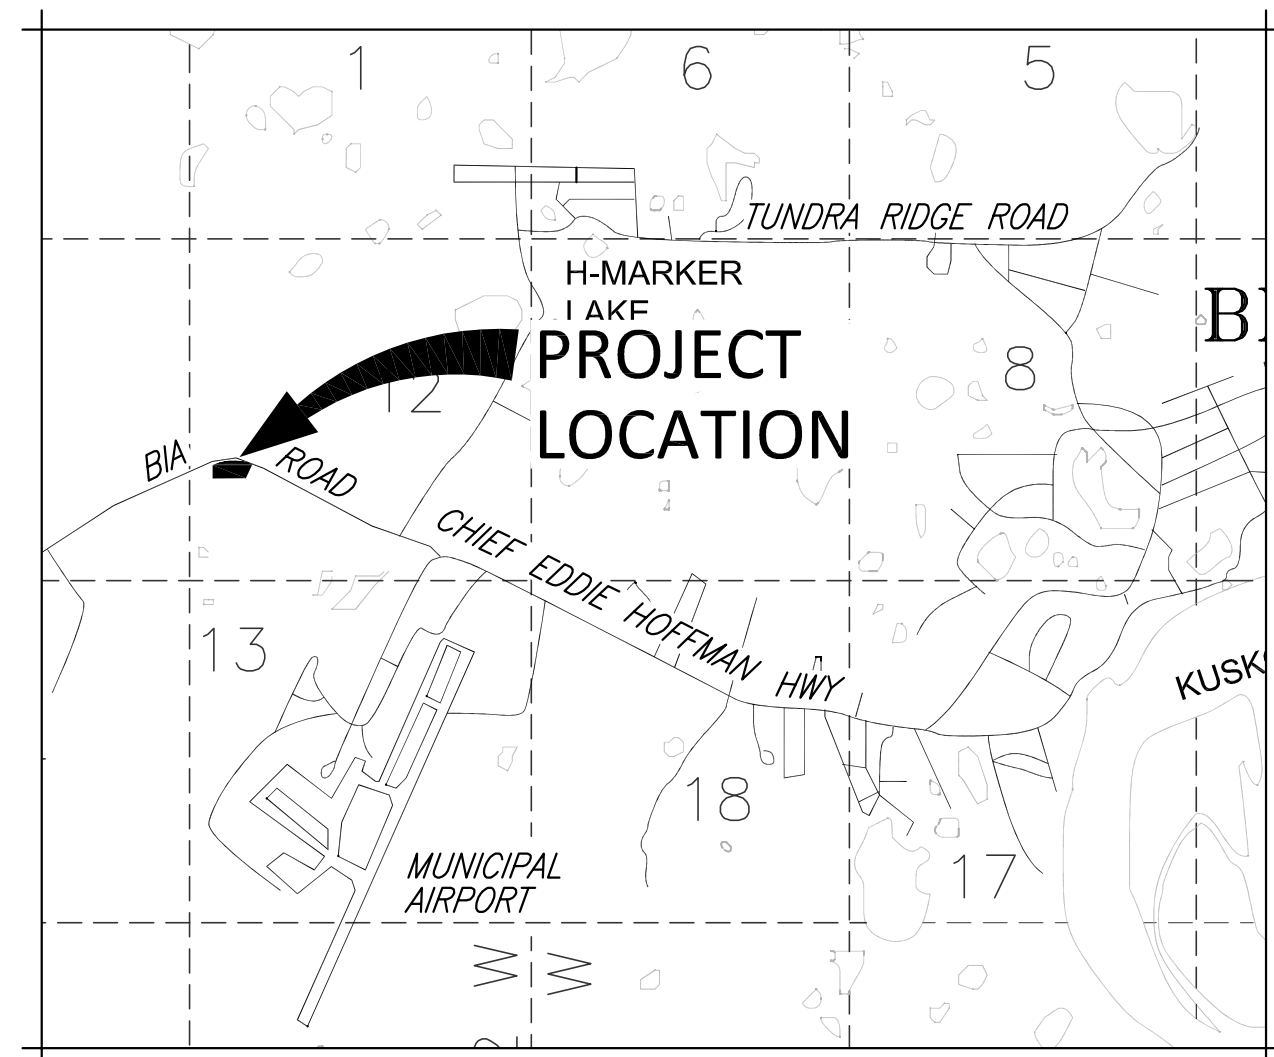 1
6
5
TUNDRA RIDGE ROAD
H-MARKER
LAKE
PROJECT
LOCATION
8
12
BIA ROAD
CHIEF EDDIE HOFFMAN HWY
13
KUSK
18
17
MUNICIPAL
AIRPORT